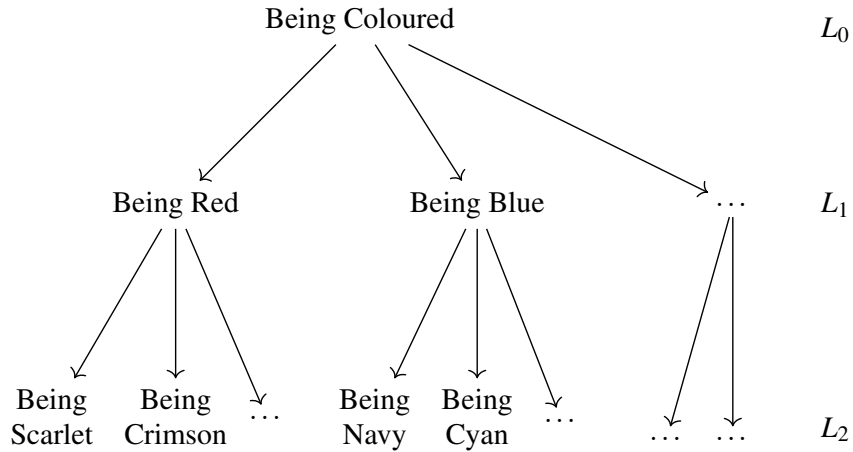 Being Coloured L₀
Being Red Being Blue ... L₁
Being Being ... Being Being ...
Scarlet Crimson Navy Cyan ... ... L₂